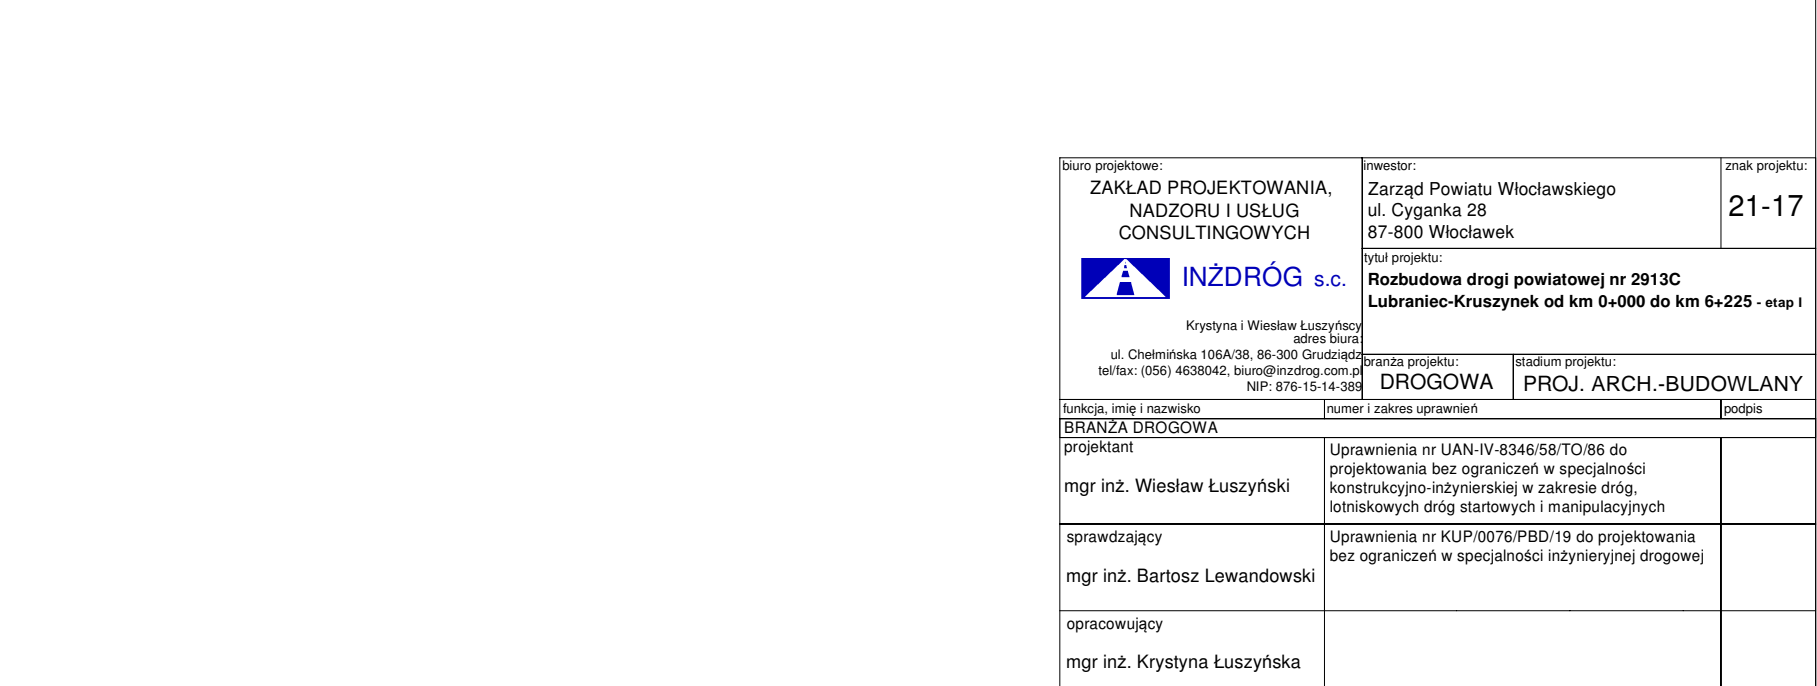 biuro projektowe:
ZAKŁAD PROJEKTOWANIA,
NADZORU I USŁUG
CONSULTINGOWYCH
INŻDRÓG s.c.
Krystyna i Wiesław Łuszyńscy
adres biura:
ul. Chełmińska 106A/38, 86-300 Grudziądz
tel/fax: (056) 4638042, biuro@inzdrog.com.pl
NIP: 876-15-14-389
inwestor:
Zarząd Powiatu Włocławskiego
ul. Cyganka 28
87-800 Włocławek
znak projektu:
21-17
tytuł projektu:
Rozbudowa drogi powiatowej nr 2913C
Lubraniec-Kruszynek od km 0+000 do km 6+225 - etap I
branża projektu:
DROGOWA
stadium projektu:
PROJ. ARCH.-BUDOWLANY
funkcja, imię i nazwisko
numer i zakres uprawnień
podpis
BRANŻA DROGOWA
projektant
mgr inż. Wiesław Łuszyński
Uprawnienia nr UAN-IV-8346/58/TO/86 do
projektowania bez ograniczeń w specjalności
konstrukcyjno-inżynierskiej w zakresie dróg,
lotniskowych dróg startowych i manipulacyjnych
sprawdzający
mgr inż. Bartosz Lewandowski
Uprawnienia nr KUP/0076/PBD/19 do projektowania
bez ograniczeń w specjalności inżynieryjnej drogowej
opracowujący
mgr inż. Krystyna Łuszyńska